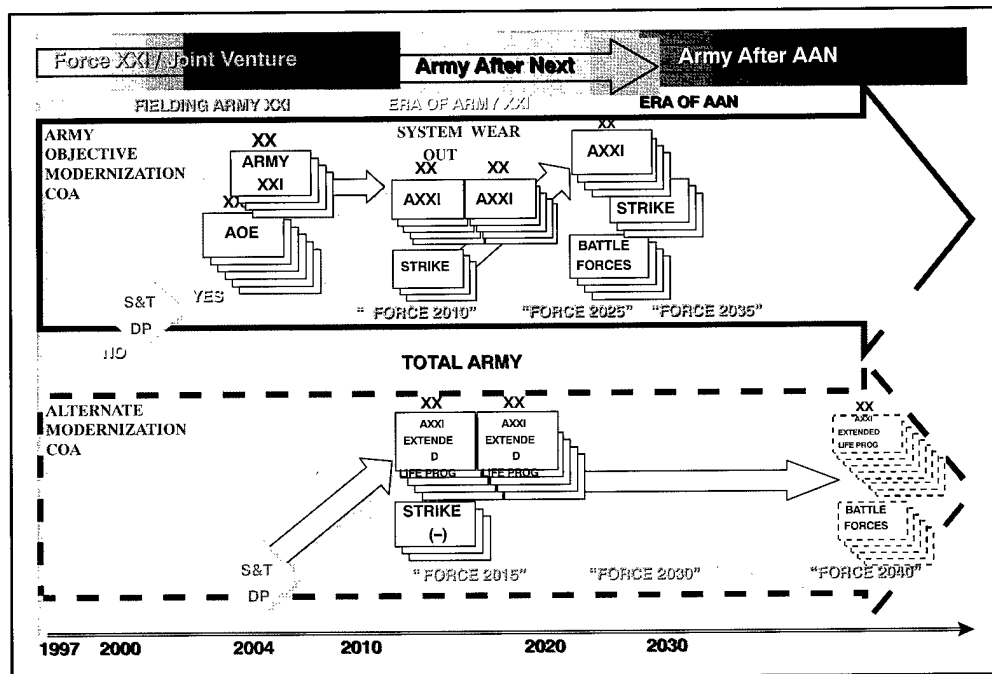 Force XXI / Joint Venture
Army After Next
Army After AAN
FIELDING ARMY XXI
ERA OF ARMY XXI
ERA OF AAN
ARMY
OBJECTIVE
MODERNIZATION
COA
XX
ARMY
XXI
XX
AOE
SYSTEM WEAR
OUT
XX
XX
AXXI
AXXI
STRIKE
XX
AXXI
STRIKE
BATTLE
FORCES
S&T
DP
YES
NO
"FORCE 2010"
"FORCE 2025"
"FORCE 2035"
TOTAL ARMY
ALTERNATE
MODERNIZATION
COA
XX
XX
AXXI
EXTENDE
D
LIFE PROG
AXXI
EXTENDE
D
LIFE PROG
STRIKE
(–)
XX
AXXI
EXTENDED
LIFE PROG
BATTLE
FORCES
S&T
DP
"FORCE 2015"
"FORCE 2030"
"FORCE 2040"
1997
2000
2004
2010
2020
2030